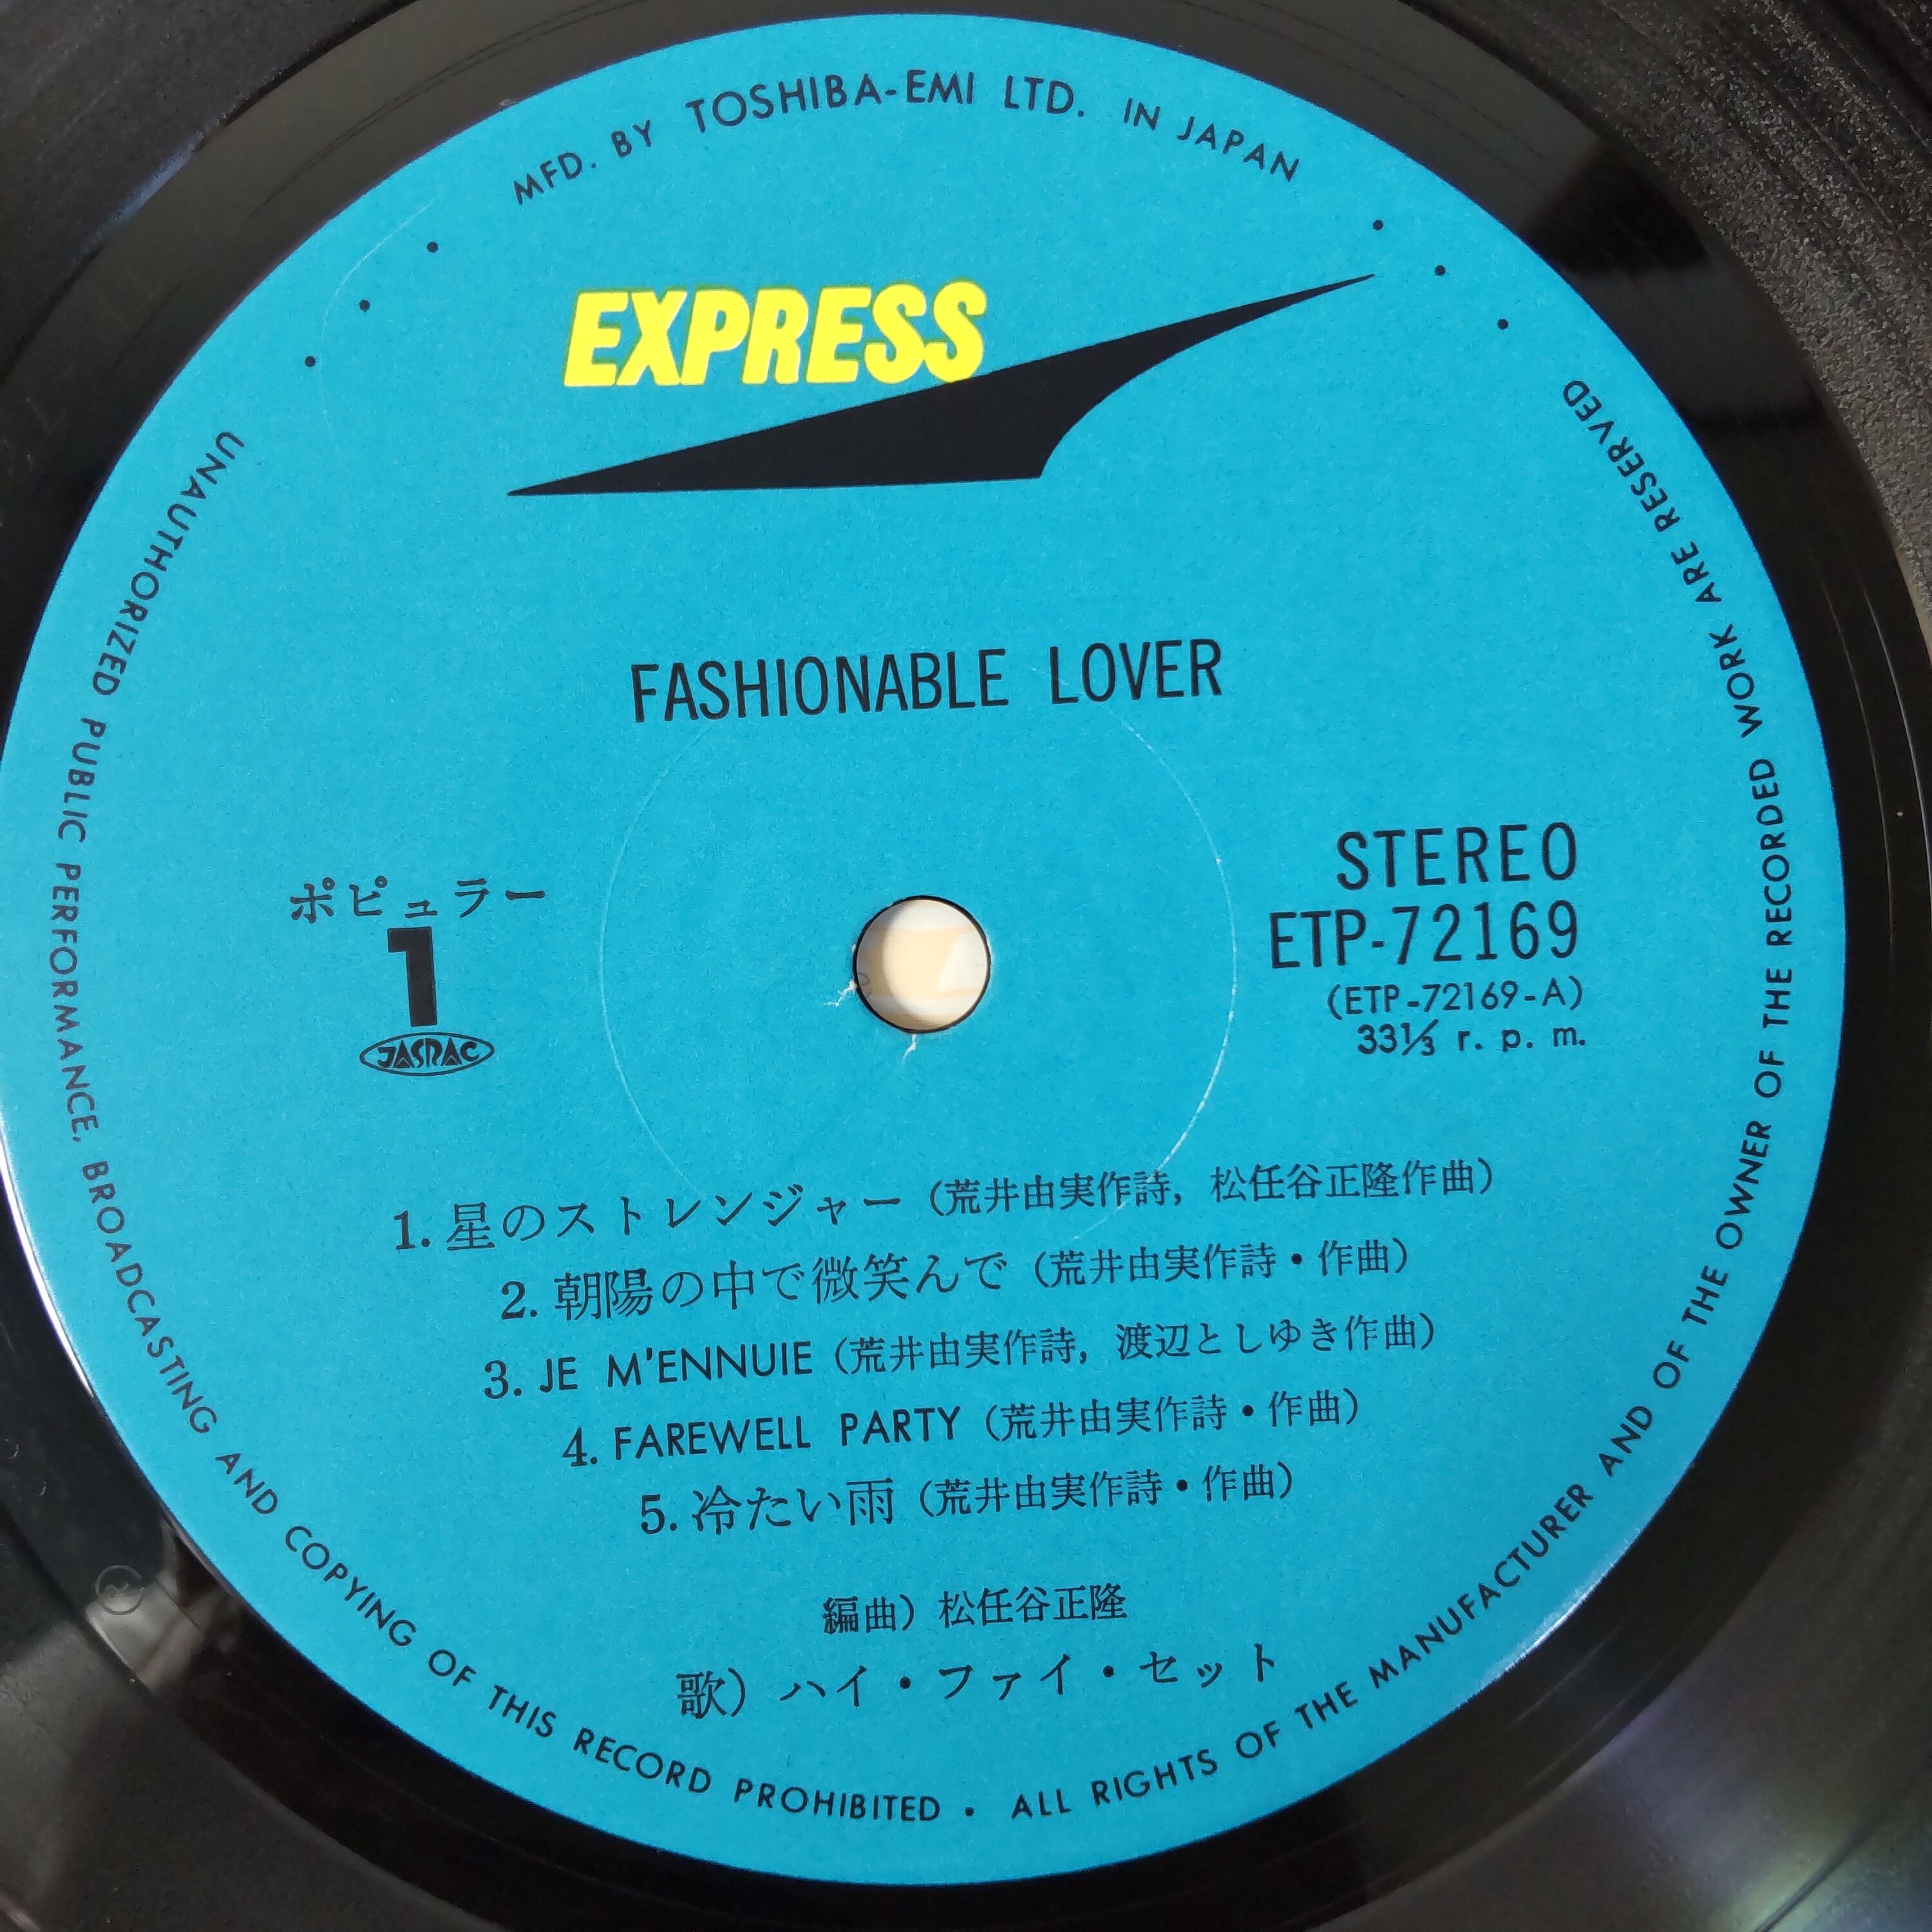 MFD. BY TOSHIBA-EMI LTD. IN JAPAN
EXPRESS
FASHIONABLE LOVER
ポピュラー
1
JASRAC
STEREO
ETP-72169
(ETP-72169-A)
33⅓ r. p. m.
1. 星のストレンジャー（荒井由実作詩, 松任谷正隆作曲）
2. 朝陽の中で微笑んで（荒井由実作詩・作曲）
3. JE M'ENNUIE（荒井由実作詩, 渡辺としゆき作曲）
4. FAREWELL PARTY（荒井由実作詩・作曲）
5. 冷たい雨（荒井由実作詩・作曲）
編曲）松任谷正隆
歌）ハイ・ファイ・セット
UNAUTHORIZED PUBLIC PERFORMANCE, BROADCASTING AND COPYING OF THIS RECORD PROHIBITED • ALL RIGHTS OF THE MANUFACTURER AND OF THE OWNER OF THE RECORDED WORK ARE RESERVED